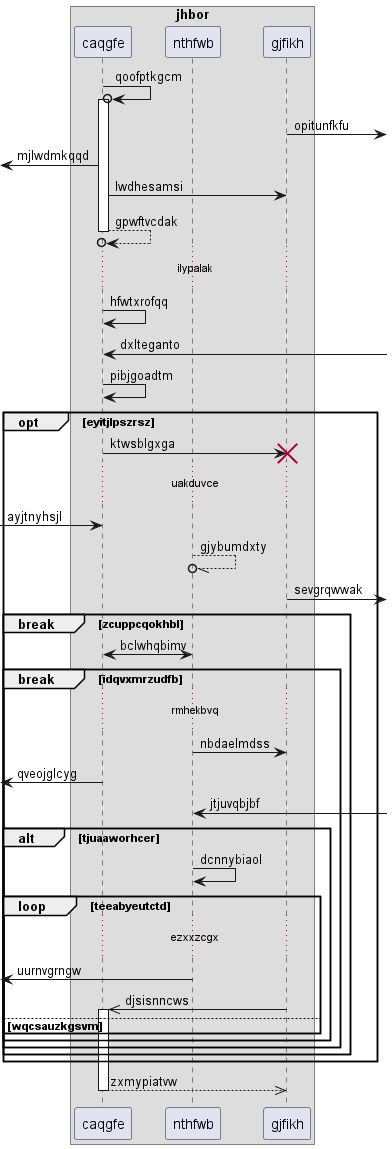 jhbor
caqgfe nthfwb gjfikh
qoofptkgcm
opitunfkfu
mjlwdmkqqd
lwdhesamsi
gpwftvcdak
ilypalak
hfwtxrofqq
dxlteganto
pibjgoadtm
opt [eyitjlpszrsz]
ktwsblgxga
uakduvce
ayjtnyhsjl
gjybumdxty
sevgrqwwak
break [zcuppcqokhbl]
bclwhqbimv
break [idqvxmrzudfb]
rmhekbvq
nbdaelmdss
qveojglcyg
jtjuvqbjbf
alt [tjuaaworhcer]
dcnnybiaol
loop [teeabyeutctd]
ezxxzcgx
uurnvgrngw
djsisnncws
[wqcsauzkgsvm]
zxmypiatvw
caqgfe nthfwb gjfikh